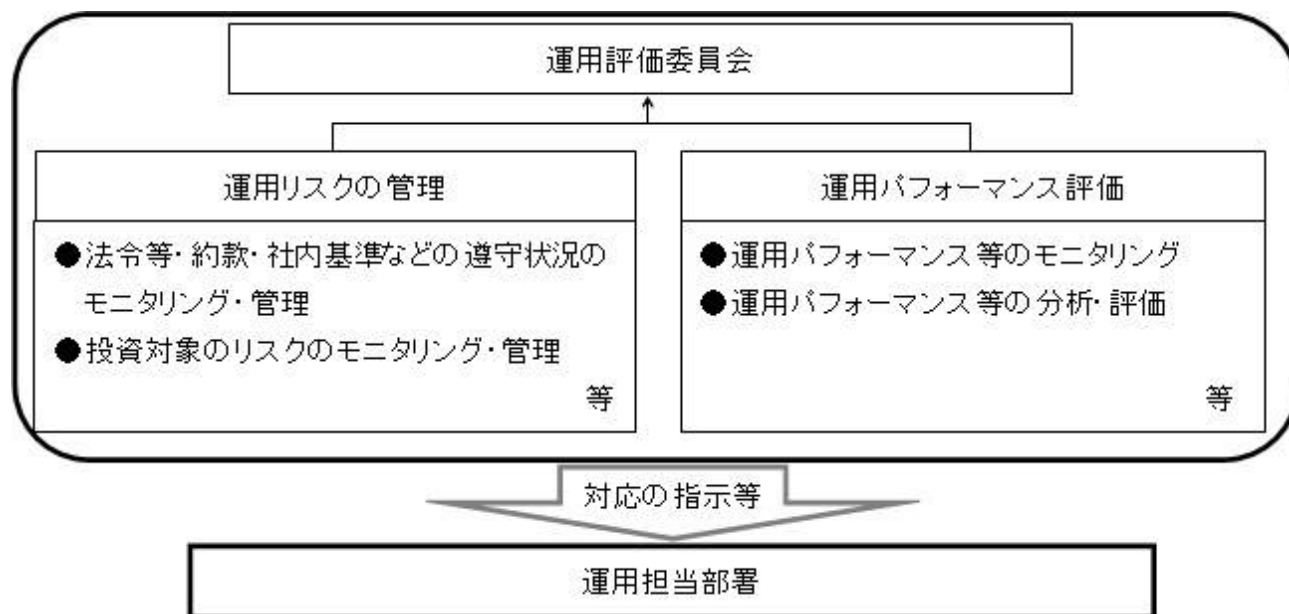 運用評価委員会
運用リスクの管理
●法令等・約款・社内基準などの遵守状況の
モニタリング・管理
●投資対象のリスクのモニタリング・管理
等
運用パフォーマンス評価
●運用パフォーマンス等のモニタリング
●運用パフォーマンス等の分析・評価
等
対応の指示等
運用担当部署